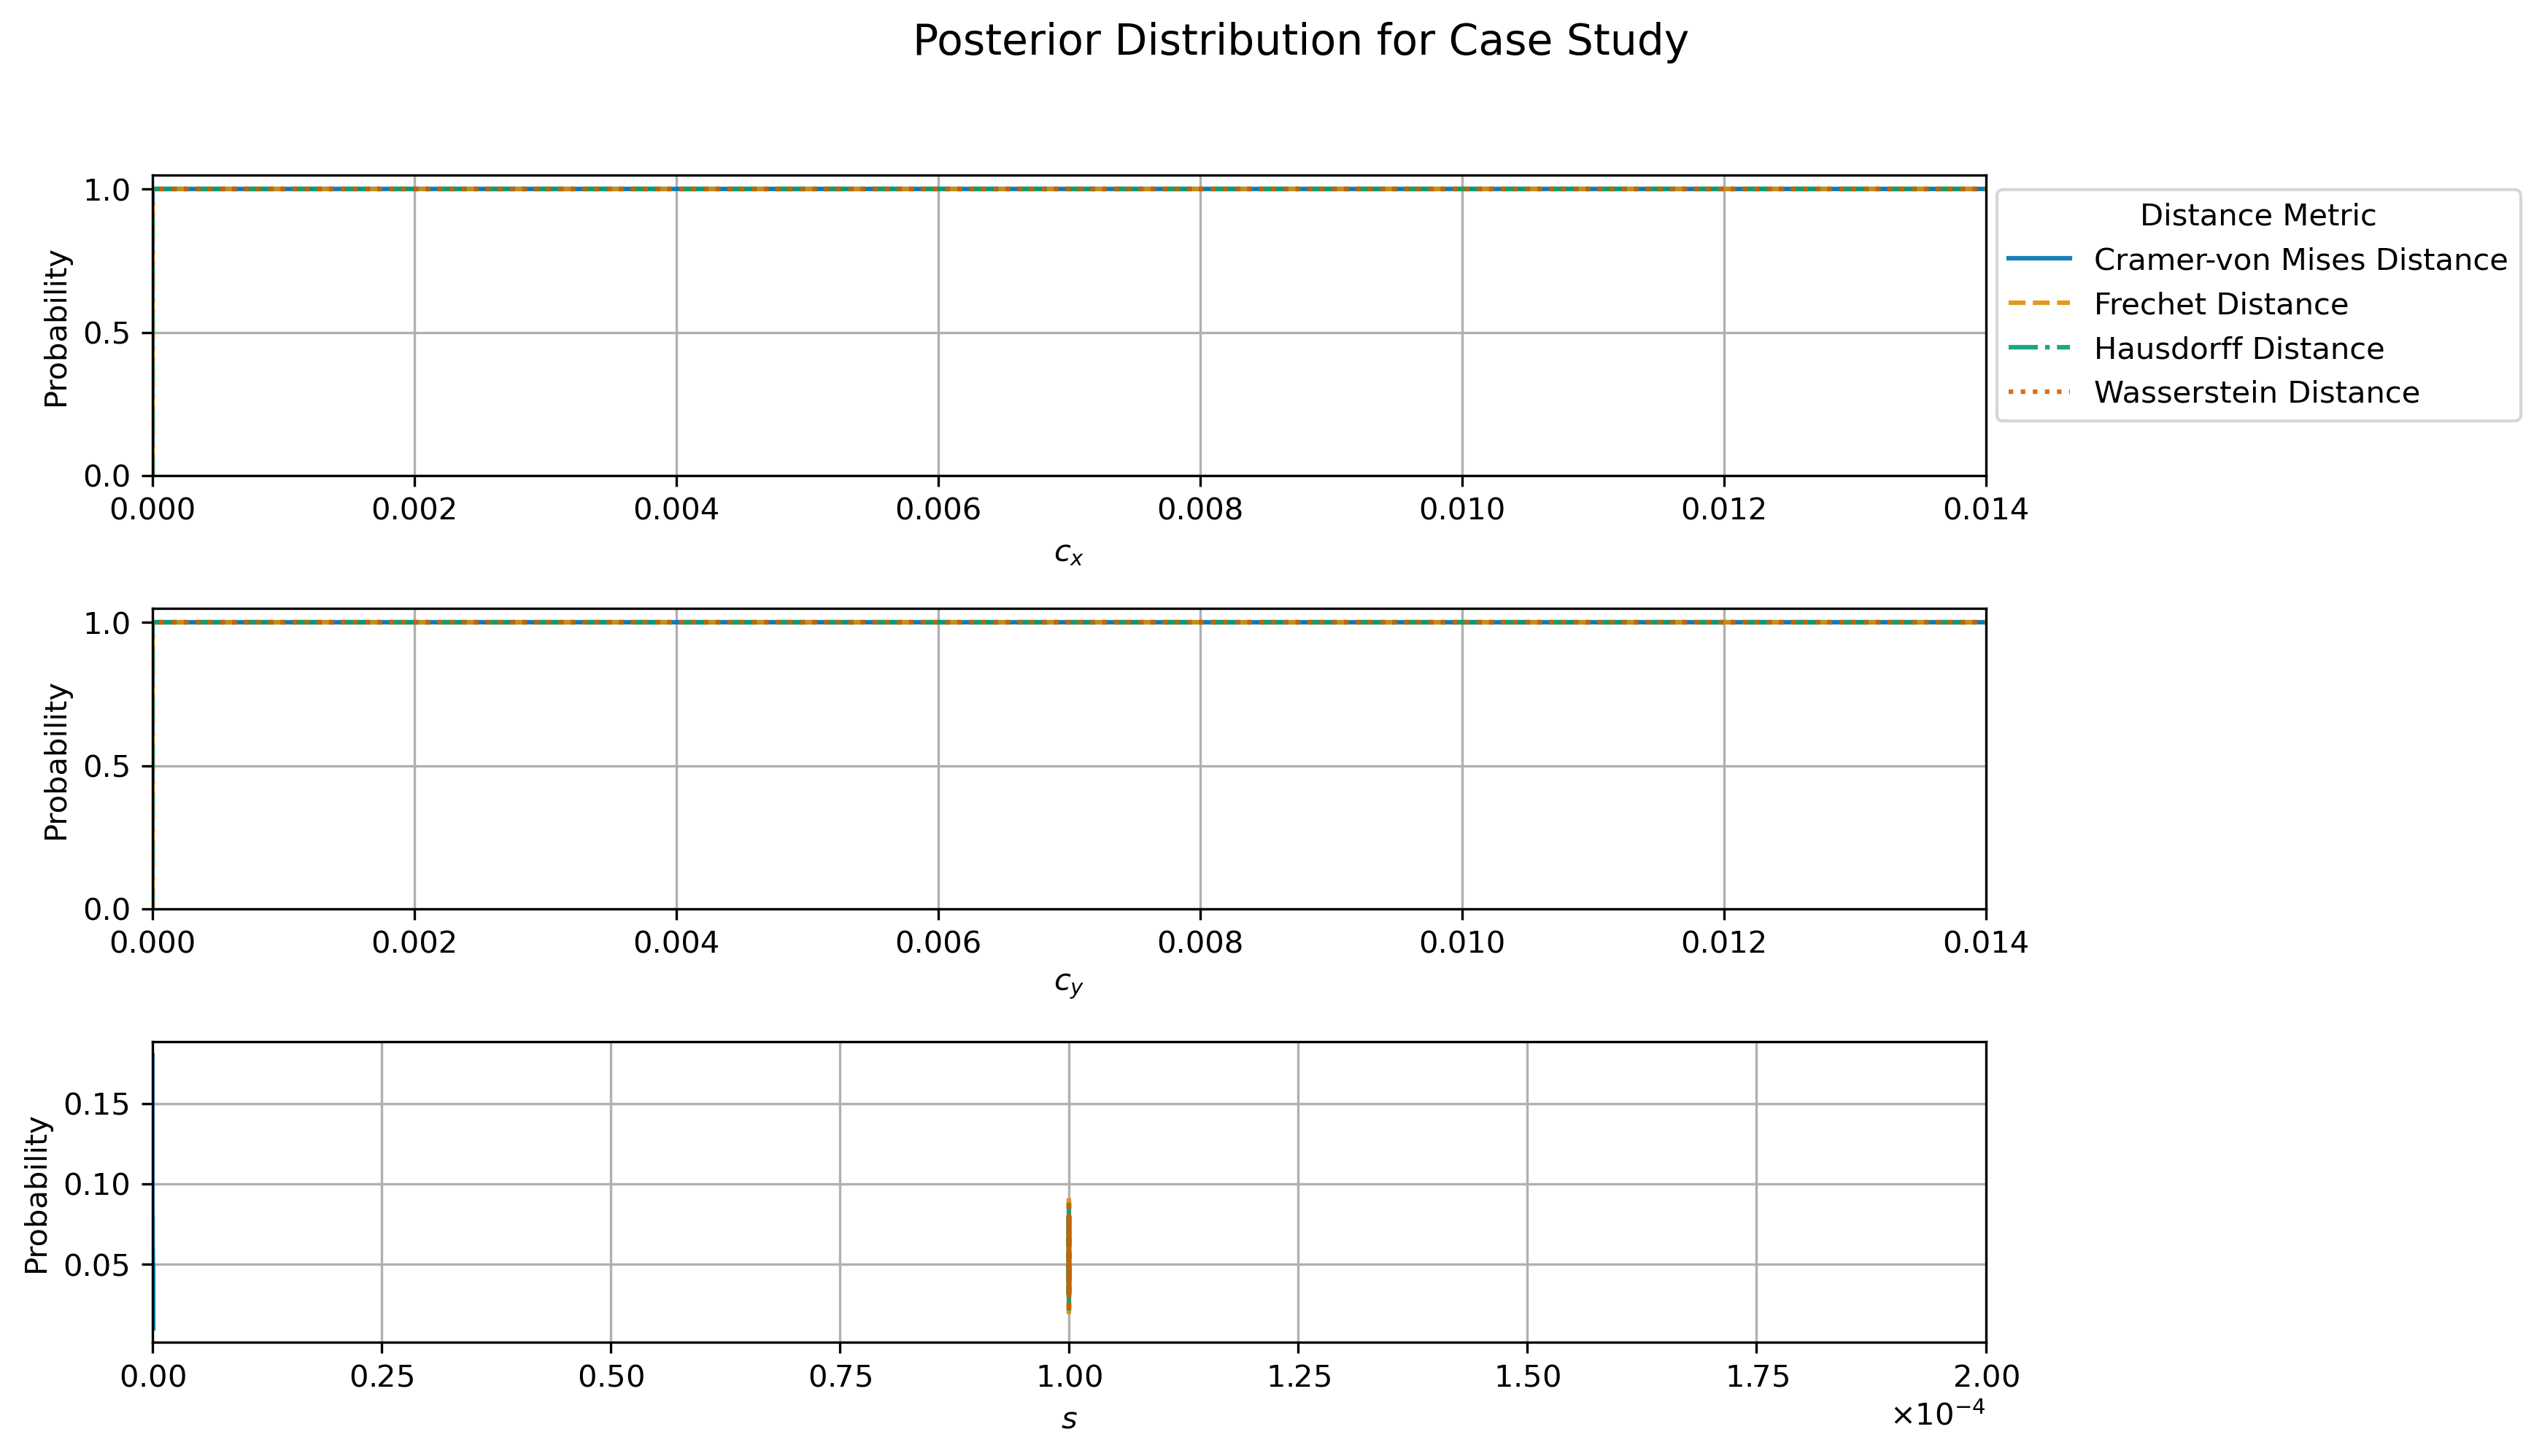 Posterior Distribution for Case Study
1.0
0.5
0.0
Probability
0.000 0.002 0.004 0.006 0.008 0.010 0.012 0.014
c_x
Distance Metric
Cramer-von Mises Distance
Frechet Distance
Hausdorff Distance
Wasserstein Distance
1.0
0.5
0.0
Probability
0.000 0.002 0.004 0.006 0.008 0.010 0.012 0.014
c_y
0.15
0.10
0.05
Probability
0.00 0.25 0.50 0.75 1.00 1.25 1.50 1.75 2.00
×10⁻⁴
s